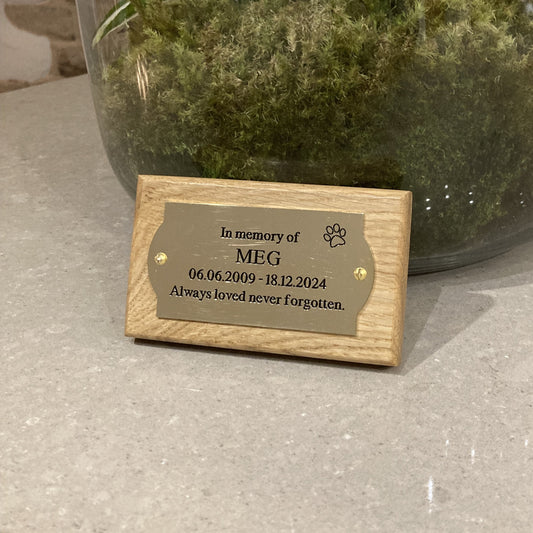 In memory of
MEG
06.06.2009 - 18.12.2024
Always loved never forgotten.